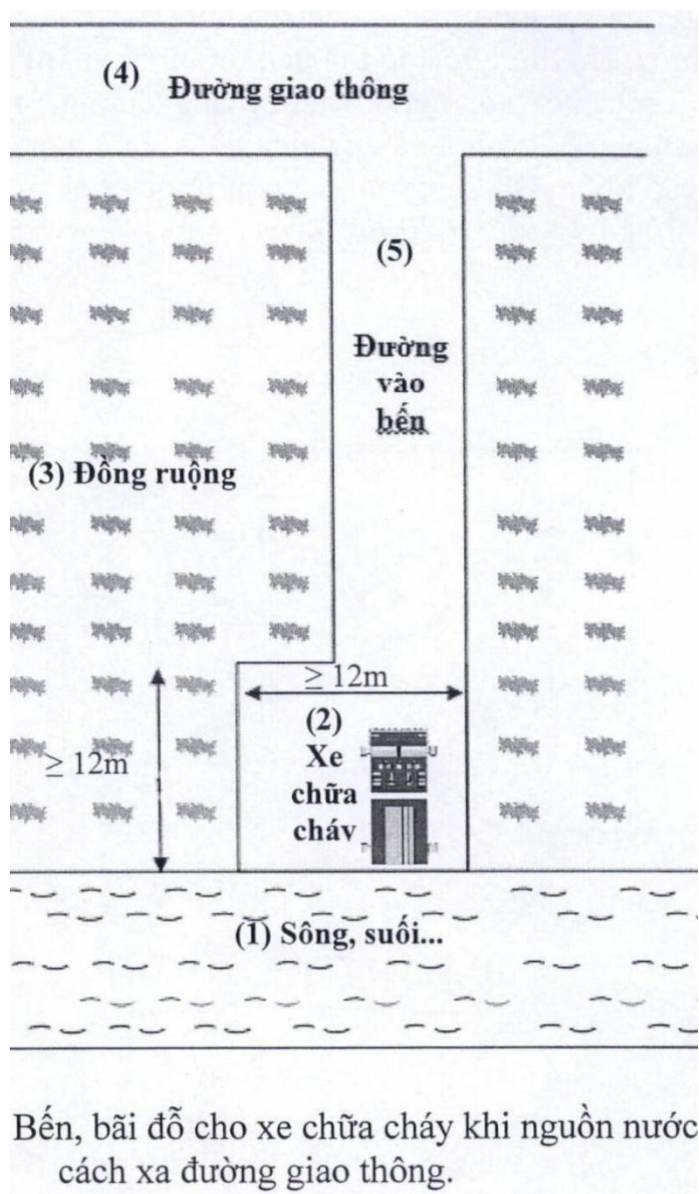 (4) Đường giao thông
(5)
Đường
vào
bến
(3) Đồng ruộng
≥ 12m
(2)
Xe
chữa
cháy
≥ 12m
(1) Sông, suối...
Bến, bãi đỗ cho xe chữa cháy khi nguồn nước
cách xa đường giao thông.